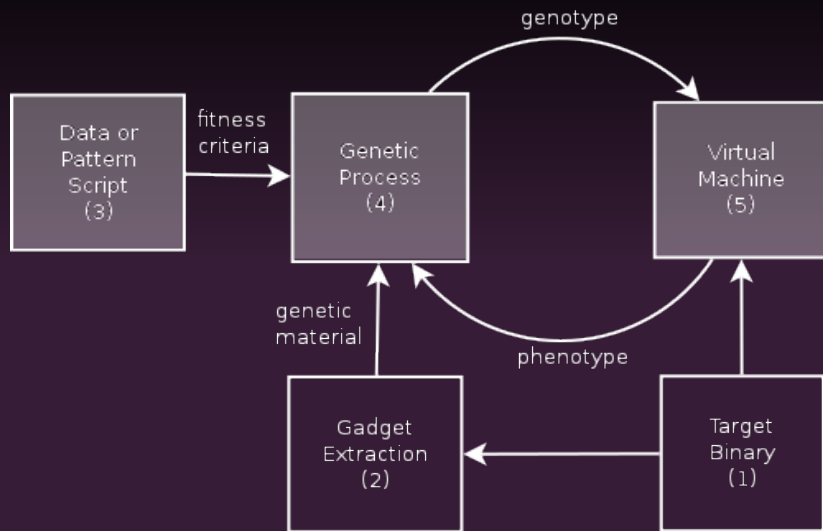 genotype
Data or
Pattern
Script
(3)
fitness
criteria
Genetic
Process
(4)
Virtual
Machine
(5)
genetic
material
phenotype
Gadget
Extraction
(2)
Target
Binary
(1)